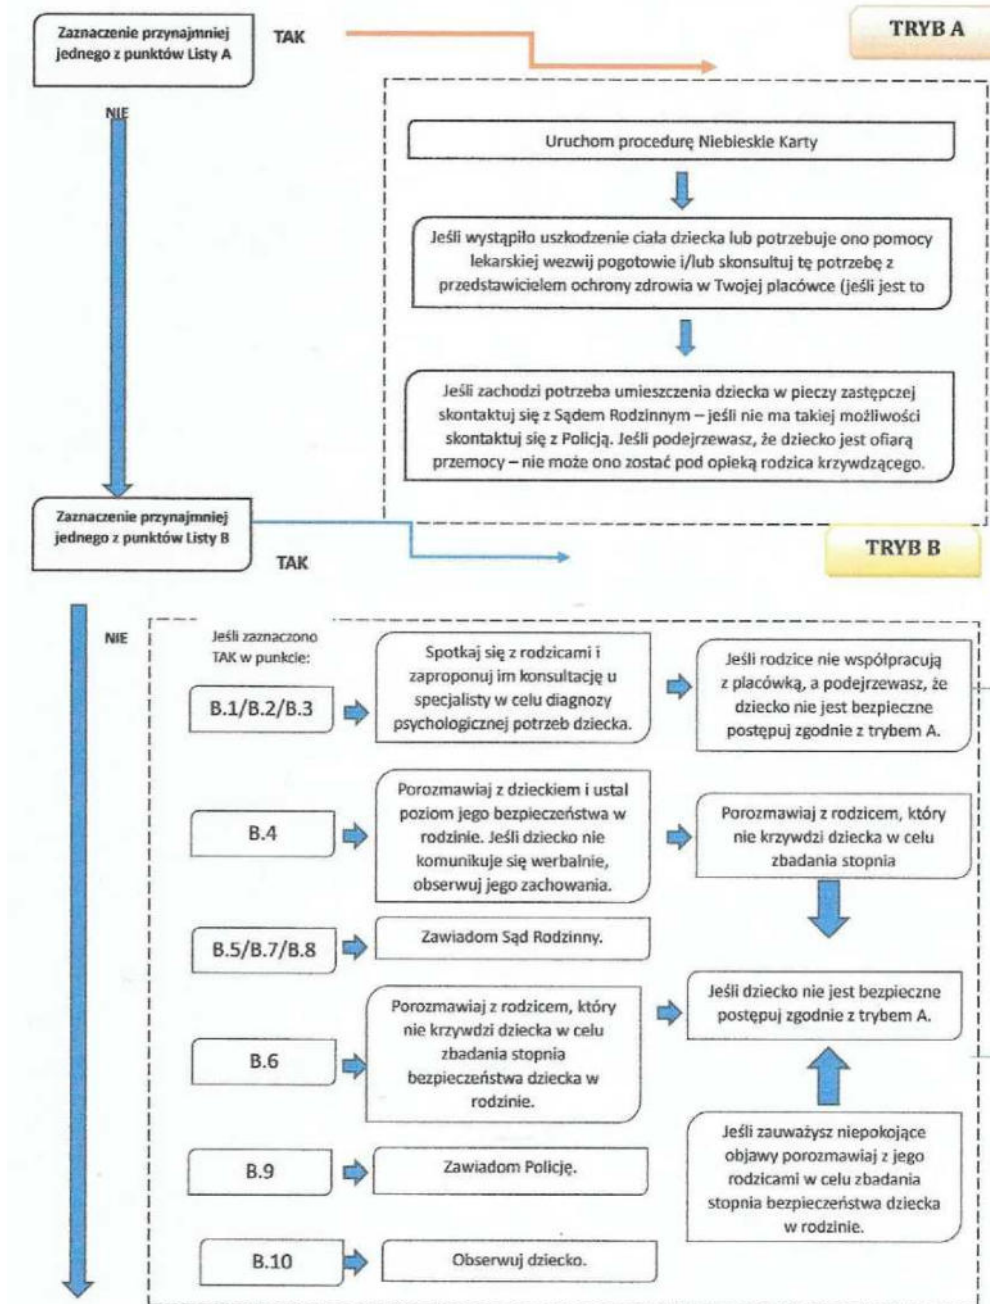 Zaznaczenie przynajmniej
jednego z punktów Listy A
TAK
TRYB A
NIE
Uruchom procedurę Niebieskie Karty
Jeśli wystąpiło uszkodzenie ciała dziecka lub potrzebuje ono pomocy
lekarskiej wezwij pogotowie i/lub skonsultuj tę potrzebę z
przedstawicielem ochrony zdrowia w Twojej placówce (jeśli jest to
Jeśli zachodzi potrzeba umieszczenia dziecka w pieczy zastępczej
skontaktuj się z Sądem Rodzinnym – jeśli nie ma takiej możliwości
skontaktuj się z Policją. Jeśli podejrzewasz, że dziecko jest ofiarą
przemocy – nie może ono zostać pod opieką rodzica krzywdzącego.
Zaznaczenie przynajmniej
jednego z punktów Listy B
TAK
TRYB B
NIE
Jeśli zaznaczono
TAK w punkcie:
B.1/B.2/B.3
Spotkaj się z rodzicami i
zaproponuj im konsultację u
specjalisty w celu diagnozy
psychologicznej potrzeb dziecka.
Jeśli rodzice nie współpracują
z placówką, a podejrzewasz, że
dziecko nie jest bezpieczne
postępuj zgodnie z trybem A.
B.4
Porozmawiaj z dzieckiem i ustal
poziom jego bezpieczeństwa w
rodzinie. Jeśli dziecko nie
komunikuje się werbalnie,
obserwuj jego zachowania.
Porozmawiaj z rodzicem, który
nie krzywdzi dziecka w celu
zbadania stopnia
B.5/B.7/B.8
Zawiadom Sąd Rodzinny.
Jeśli dziecko nie jest bezpieczne
postępuj zgodnie z trybem A.
B.6
Porozmawiaj z rodzicem, który
nie krzywdzi dziecka w celu
zbadania stopnia
bezpieczeństwa dziecka w
rodzinie.
Jeśli zauważysz niepokojące
objawy porozmawiaj z jego
rodzicami w celu zbadania
stopnia bezpieczeństwa dziecka
w rodzinie.
B.9
Zawiadom Policję.
B.10
Obserwuj dziecko.